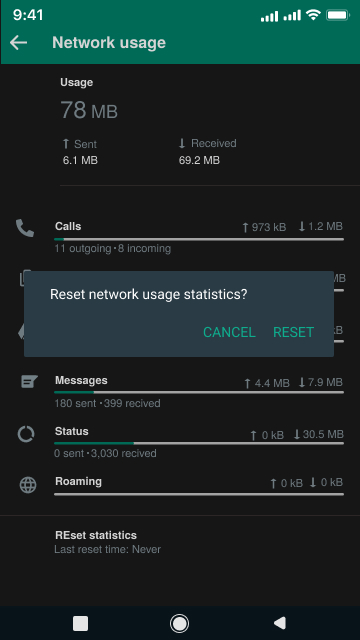 9:41
Network usage
Usage
78 MB
Sent
Received
6.1 MB
69.2 MB
Calls
973 kB
1.2 MB
11 outgoing·8 incoming
MB
Reset network usage statistics?
CANCEL
RESET
kB
Messages
4.4 MB
7.9 MB
180 sent·399 recived
Status
0 kB
30.5 MB
0 sent·3,030 recived
Roaming
0 kB
0 kB
REset statistics
Last reset time: Never